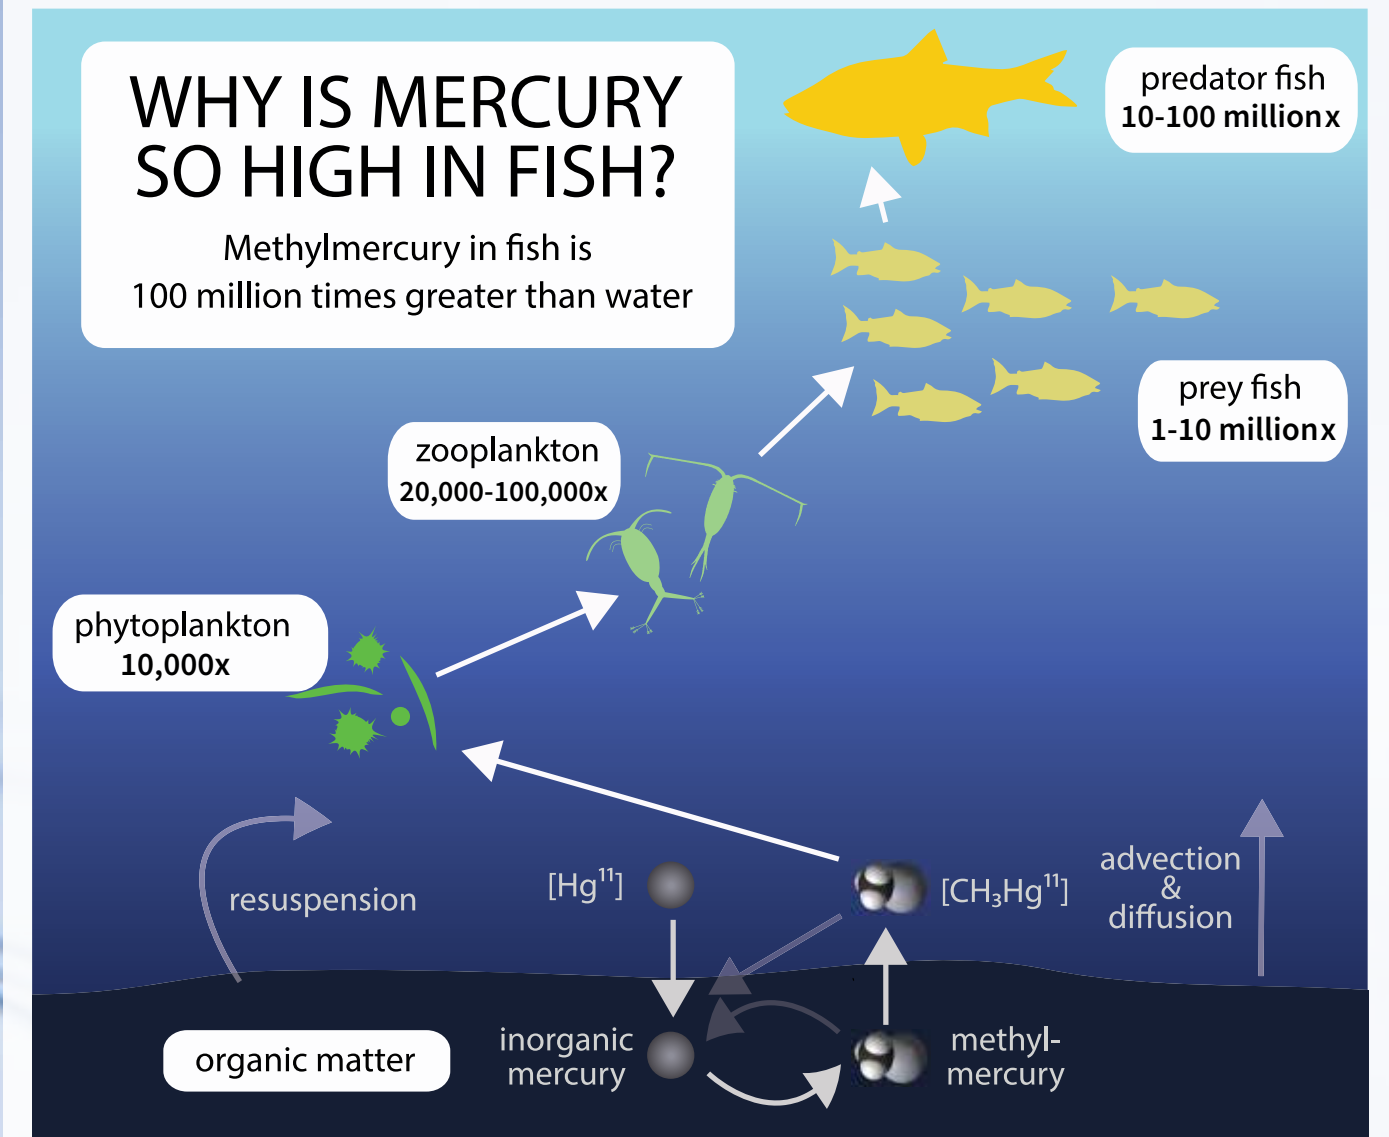 WHY IS MERCURY
SO HIGH IN FISH?
Methylmercury in fish is
100 million times greater than water
predator fish
10-100 millionx
prey fish
1-10 millionx
zooplankton
20,000-100,000x
phytoplankton
10,000x
resuspension
[Hg¹¹]
[CH₃Hg¹¹]
advection
&
diffusion
organic matter
inorganic
mercury
methyl-
mercury